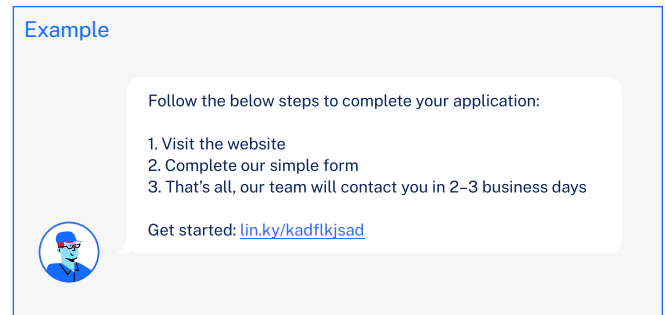 Example
Follow the below steps to complete your application:
1. Visit the website
2. Complete our simple form
3. That’s all, our team will contact you in 2–3 business days
Get started: lin.ky/kadflkjsad